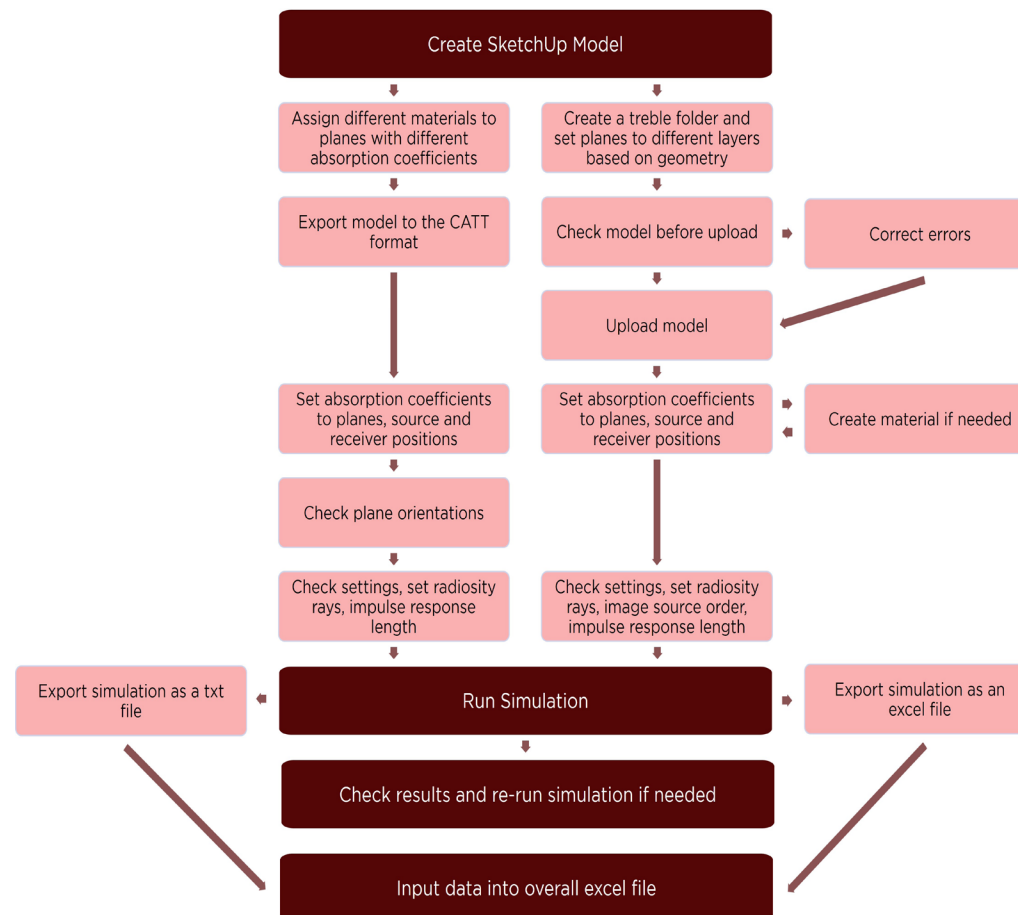 Create SketchUp Model
Assign different materials to
planes with different
absorption coefficients
Create a treble folder and
set planes to different layers
based on geometry
Export model to the CATT
format
Check model before upload
Correct errors
Upload model
Set absorption coefficients
to planes, source and
receiver positions
Set absorption coefficients
to planes, source and
receiver positions
Create material if needed
Check plane orientations
Check settings, set radiosity
rays, impulse response
length
Check settings, set radiosity
rays, image source order,
impulse response length
Export simulation as a txt
file
Run Simulation
Export simulation as an
excel file
Check results and re-run simulation if needed
Input data into overall excel file